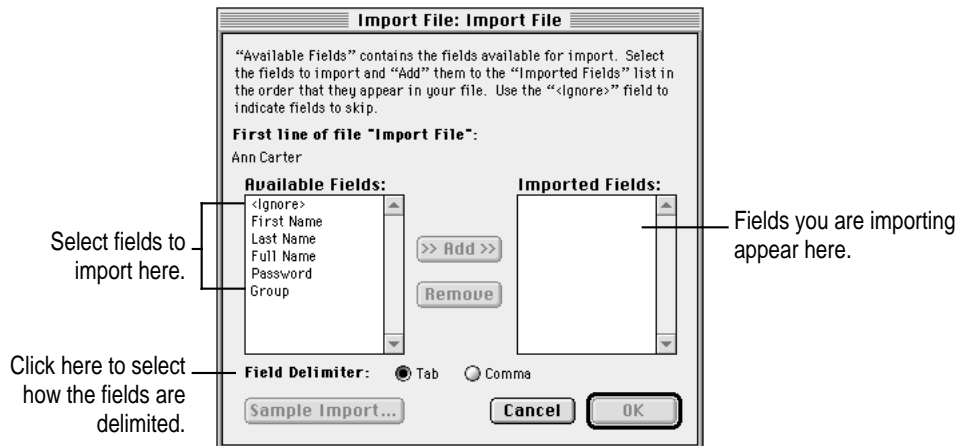 Import File: Import File
“Available Fields” contains the fields available for import. Select
the fields to import and “Add” them to the “Imported Fields” list in
the order that they appear in your file. Use the “<Ignore>” field to
indicate fields to skip.
First line of file "Import File":
Ann Carter
Available Fields:
<Ignore>
First Name
Last Name
Full Name
Password
Group
>> Add >>
Remove
Imported Fields:
Select fields to
import here.
Fields you are importing
appear here.
Click here to select
how the fields are
delimited.
Field Delimiter:
Tab
Comma
Sample Import...
Cancel
OK